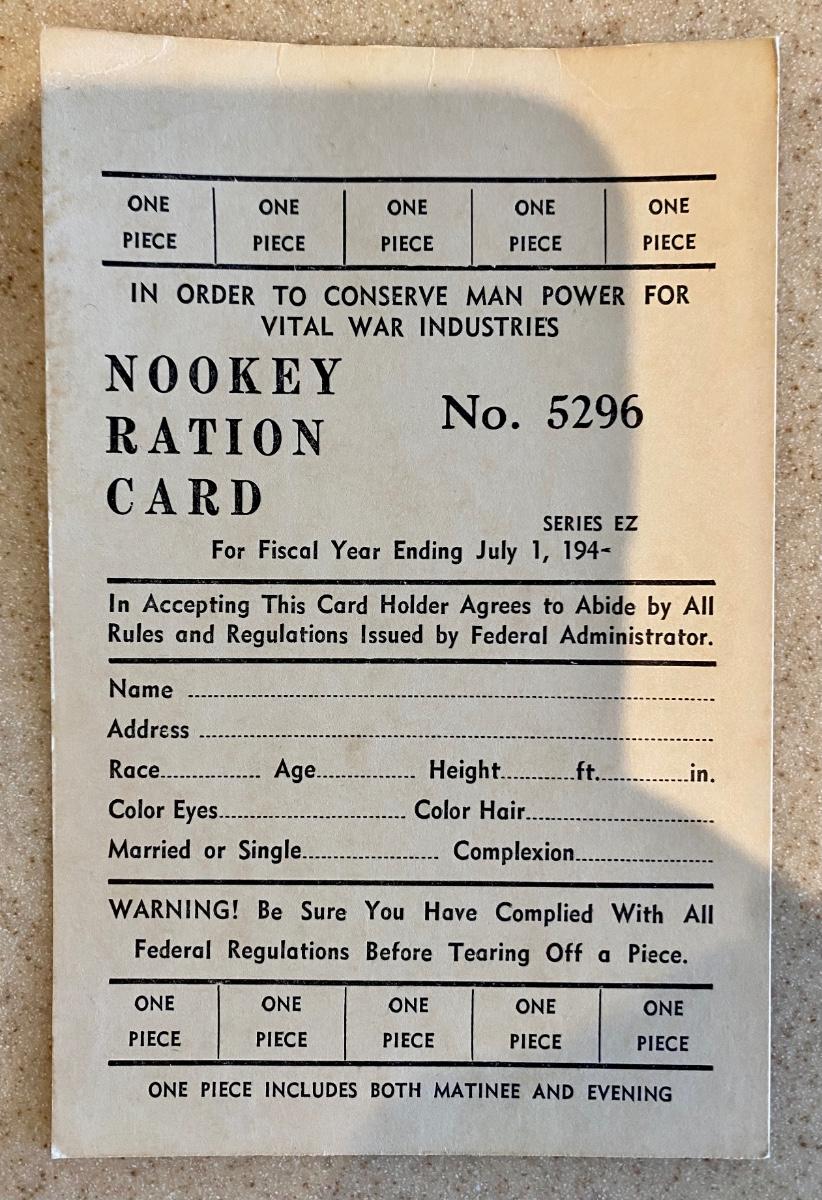 ONE ONE ONE ONE ONE
PIECE PIECE PIECE PIECE PIECE
IN ORDER TO CONSERVE MAN POWER FOR
VITAL WAR INDUSTRIES
NOOKEY
RATION
CARD
No. 5296
SERIES EZ
For Fiscal Year Ending July 1, 194-
In Accepting This Card Holder Agrees to Abide by All
Rules and Regulations Issued by Federal Administrator.
Name
Address
Race Age Height ft. in.
Color Eyes Color Hair
Married or Single Complexion
WARNING! Be Sure You Have Complied With All
Federal Regulations Before Tearing Off a Piece.
ONE ONE ONE ONE ONE
PIECE PIECE PIECE PIECE PIECE
ONE PIECE INCLUDES BOTH MATINEE AND EVENING